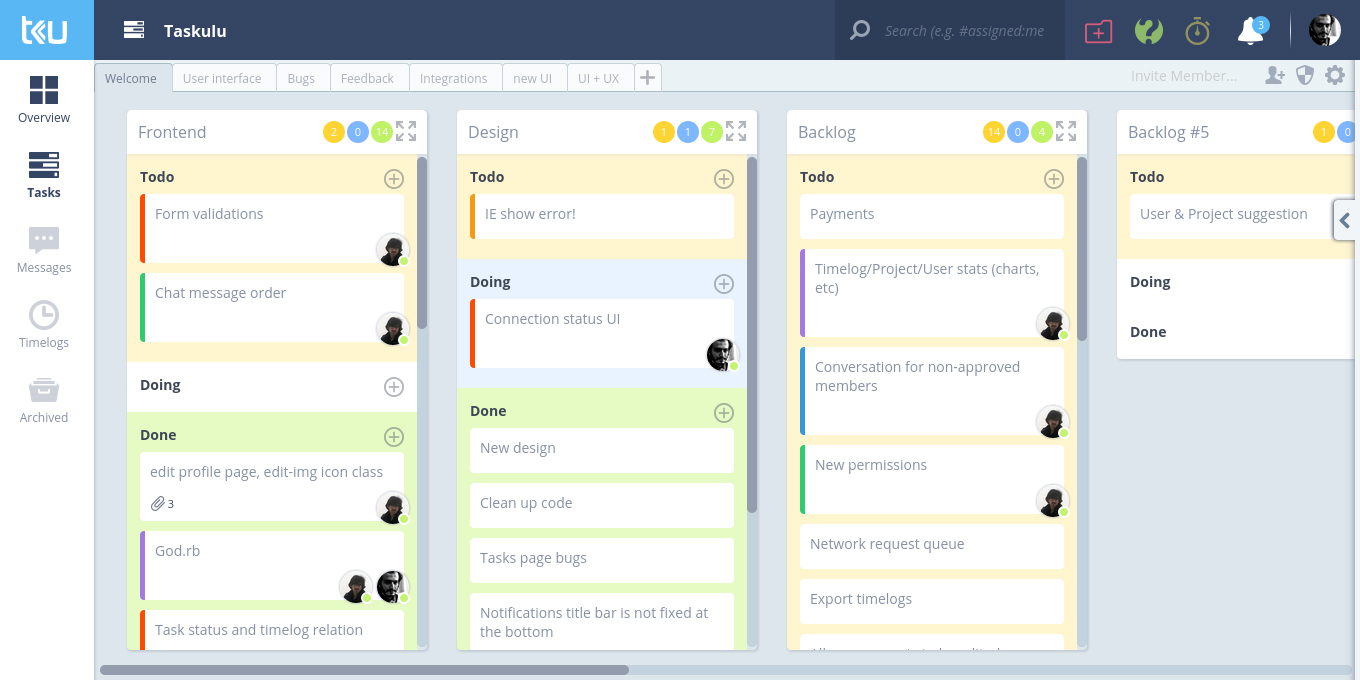 tku
Taskulu
Search (e.g. #assigned:me
3
Welcome
User interface
Bugs
Feedback
Integrations
new UI
UI + UX
Invite Member...
Overview
Tasks
Messages
Timelogs
Archived
Frontend
2
0
14
Todo
Form validations
Chat message order
Doing
Done
edit profile page, edit-img icon class
3
God.rb
Task status and timelog relation
Design
1
1
7
Todo
IE show error!
Doing
Connection status UI
Done
New design
Clean up code
Tasks page bugs
Notifications title bar is not fixed at
the bottom
Backlog
14
0
4
Todo
Payments
Timelog/Project/User stats (charts,
etc)
Conversation for non-approved
members
New permissions
Network request queue
Export timelogs
Backlog #5
1
0
Todo
User & Project suggestion
Doing
Done